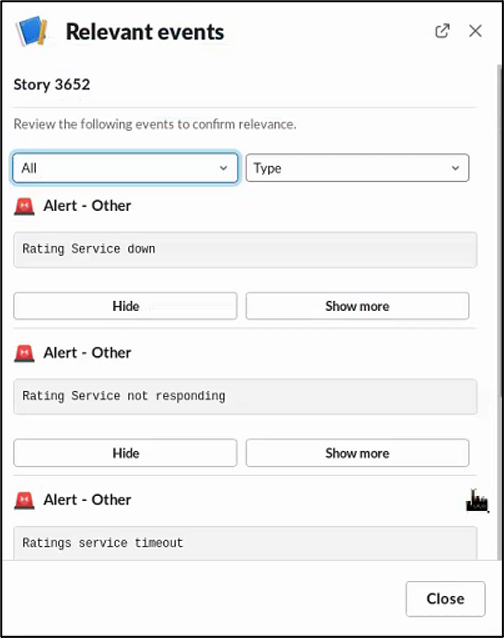 Relevant events
Story 3652
Review the following events to confirm relevance.
All
Type
Alert - Other
Rating Service down
Hide
Show more
Alert - Other
Rating Service not responding
Hide
Show more
Alert - Other
Ratings service timeout
Close